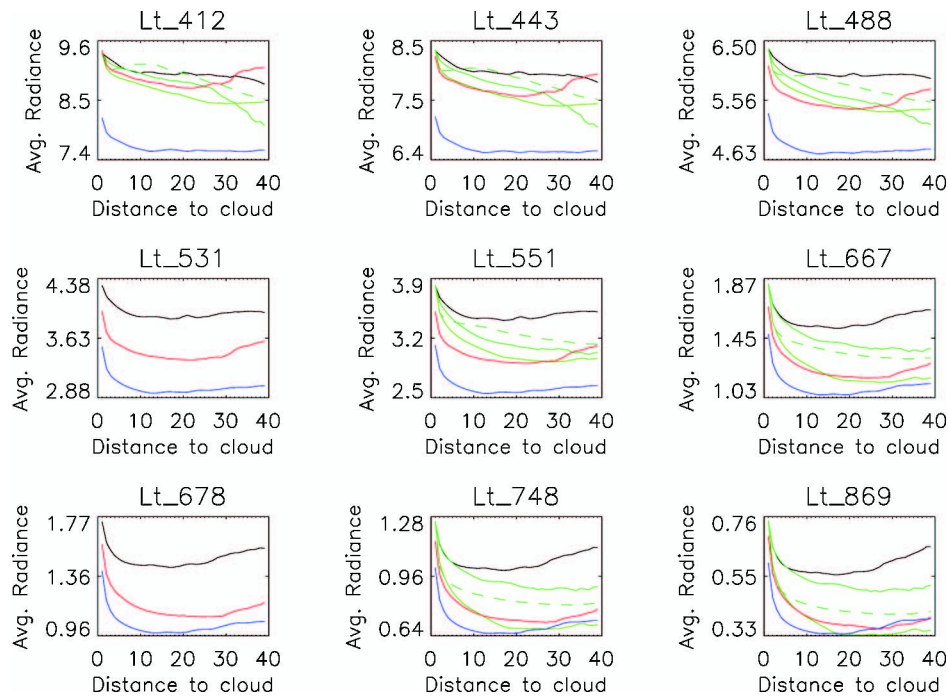 Lt_412
Lt_443
Lt_488
9.6
8.5
7.4
Avg. Radiance
0 10 20 30 40
Distance to cloud
8.5
7.5
6.4
Avg. Radiance
0 10 20 30 40
Distance to cloud
6.50
5.56
4.63
Avg. Radiance
0 10 20 30 40
Distance to cloud
Lt_531
Lt_551
Lt_667
4.38
3.63
2.88
Avg. Radiance
0 10 20 30 40
Distance to cloud
3.9
3.2
2.5
Avg. Radiance
0 10 20 30 40
Distance to cloud
1.87
1.45
1.03
Avg. Radiance
0 10 20 30 40
Distance to cloud
Lt_678
Lt_748
Lt_869
1.77
1.36
0.96
Avg. Radiance
0 10 20 30 40
Distance to cloud
1.28
0.96
0.64
Avg. Radiance
0 10 20 30 40
Distance to cloud
0.76
0.55
0.33
Avg. Radiance
0 10 20 30 40
Distance to cloud